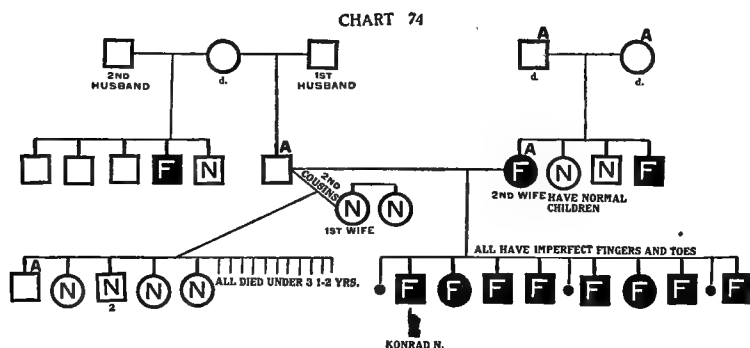 CHART 74
A
A
2ND
HUSBAND
d.
1ST
HUSBAND
d.
d.
F
N
A
2ND
COUSINS
N
N
1ST WIFE
A
F
N
N
F
2ND WIFE
HAVE NORMAL
CHILDREN
A
N
N
2
N
N
ALL DIED UNDER 3 1-2 YRS.
ALL HAVE IMPERFECT FINGERS AND TOES
F
F
F
F
F
F
F
F
KONRAD N.